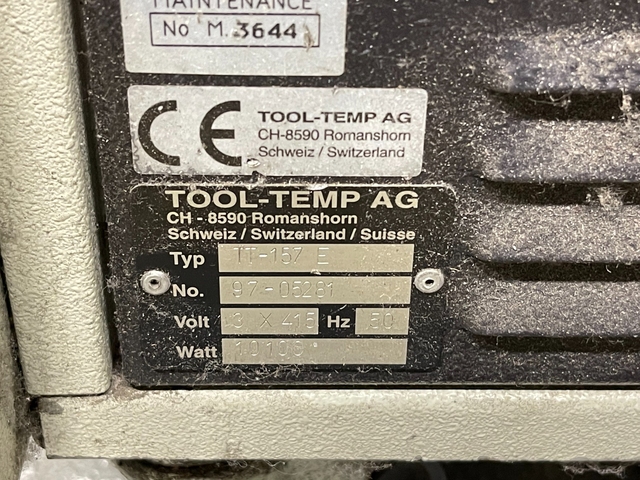 MAINTENANCE
No M. 3644
CE
TOOL-TEMP AG
CH-8590 Romanshorn
Schweiz / Switzerland
TOOL-TEMP AG
CH - 8590 Romanshorn
Schweiz / Switzerland / Suisse
Typ TT-157 E
No. 97-05281
Volt 3 X 415 Hz 50
Watt